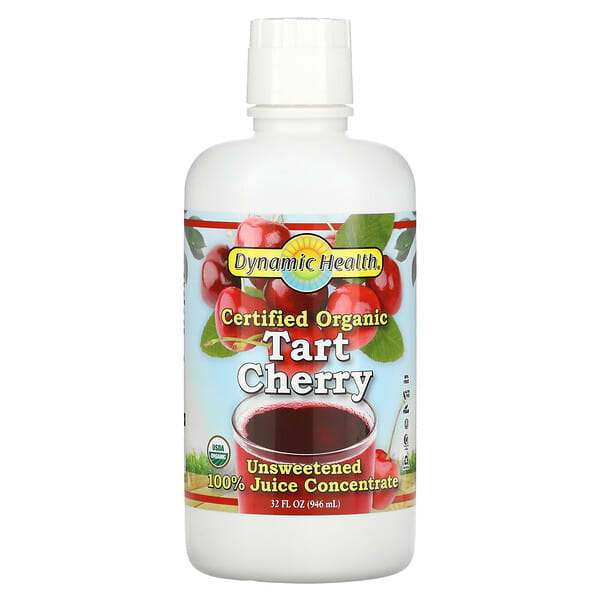 Dynamic Health®
Certified Organic
Tart
Cherry
USDA
ORGANIC
Unsweetened
100% Juice Concentrate
32 FL OZ (946 mL)